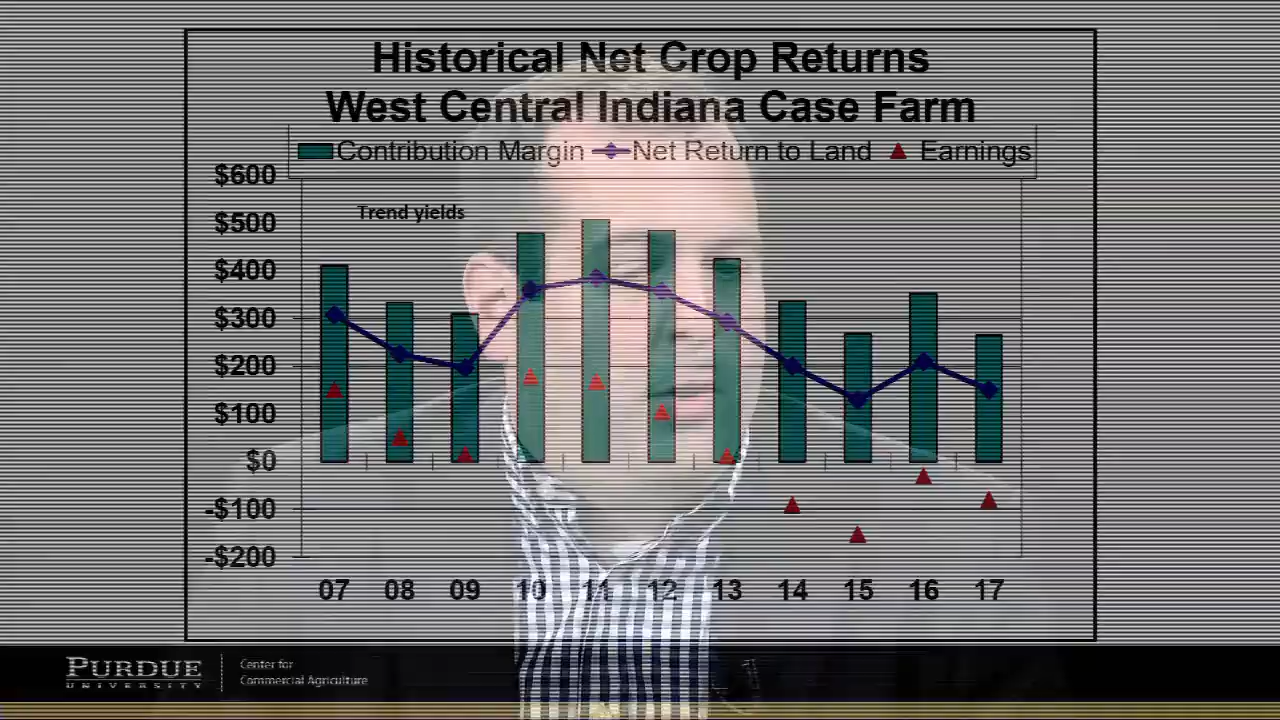 Historical Net Crop Returns
West Central Indiana Case Farm
Contribution Margin Net Return to Land Earnings
$600
Trend yields
$500
$400
$300
$200
$100
$0
-$100
-$200
07 08 09 10 11 12 13 14 15 16 17
PURDUE
UNIVERSITY
Center for
Commercial Agriculture